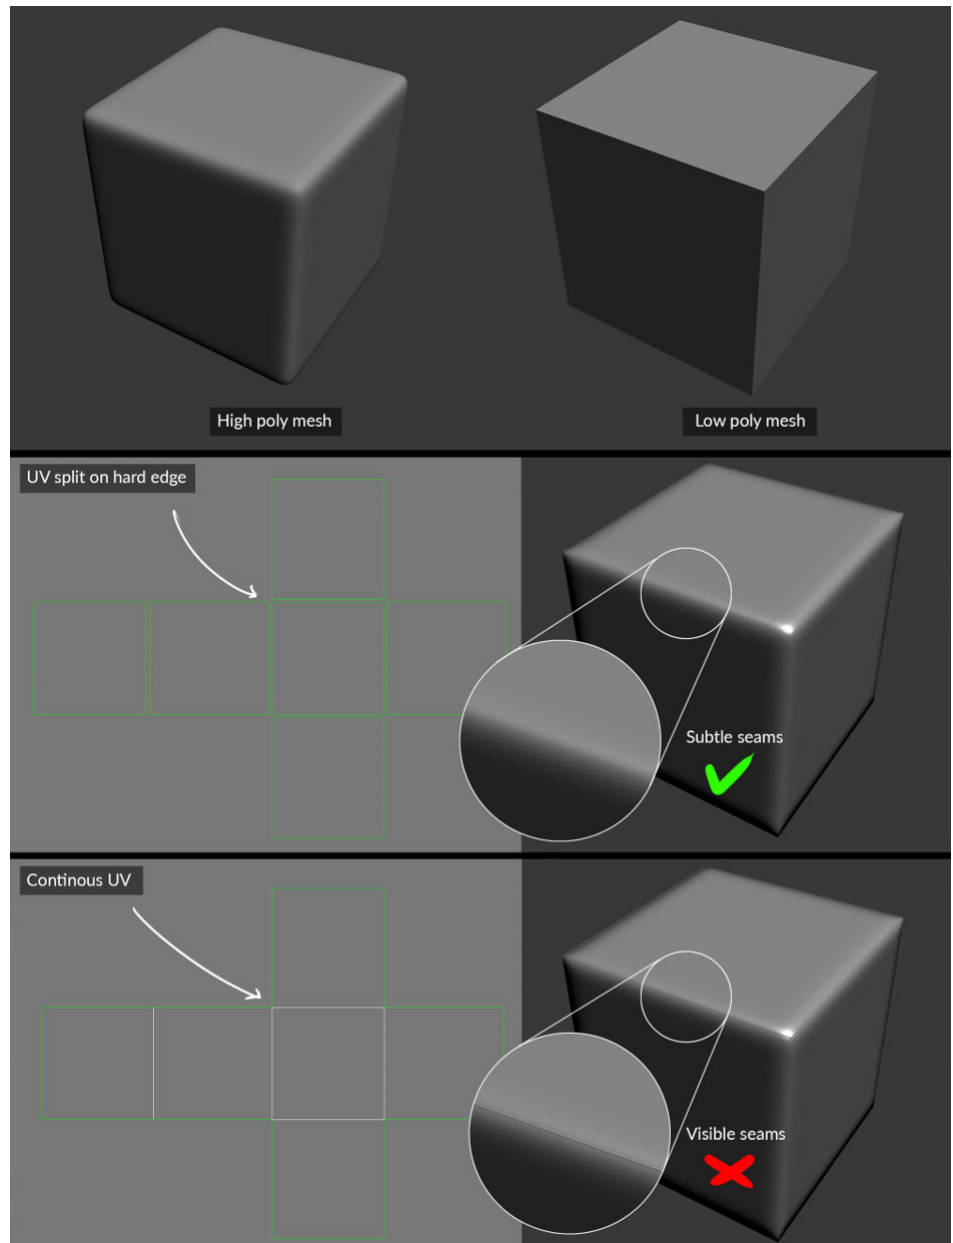 High poly mesh
Low poly mesh
UV split on hard edge
Subtle seams
Continous UV
Visible seams